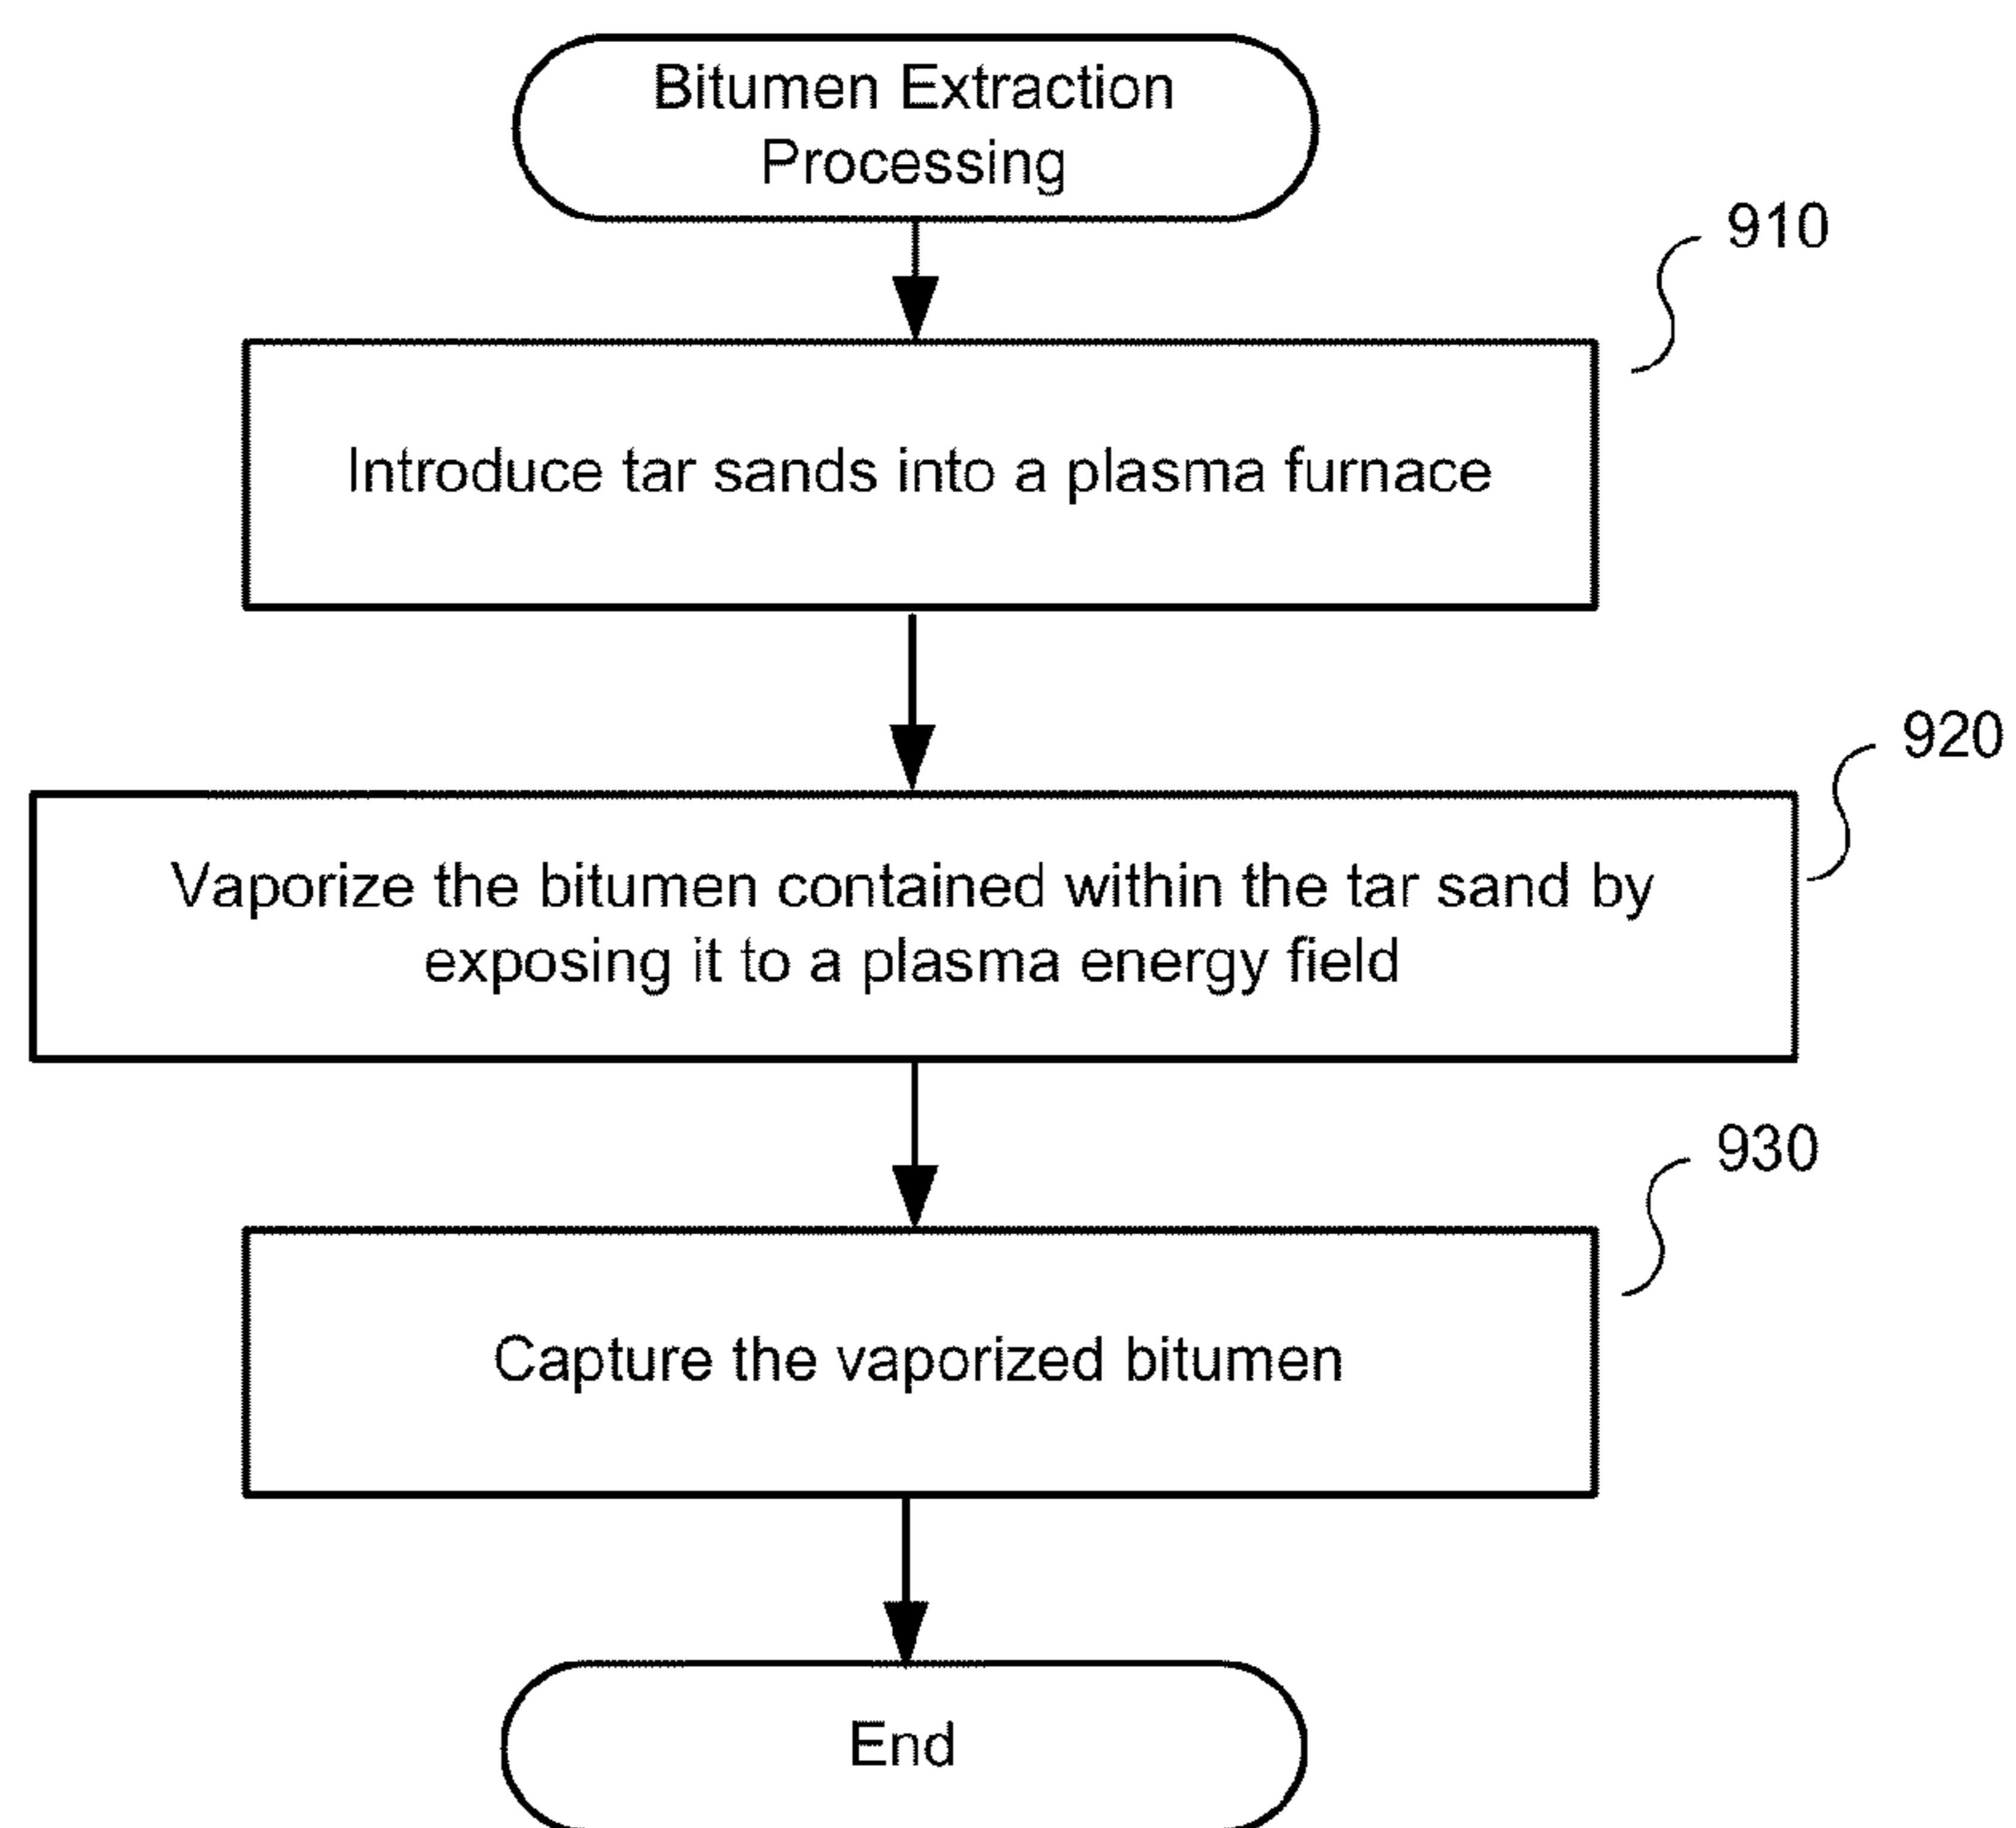 Bitumen Extraction
Processing
910
Introduce tar sands into a plasma furnace
920
Vaporize the bitumen contained within the tar sand by
exposing it to a plasma energy field
930
Capture the vaporized bitumen
End